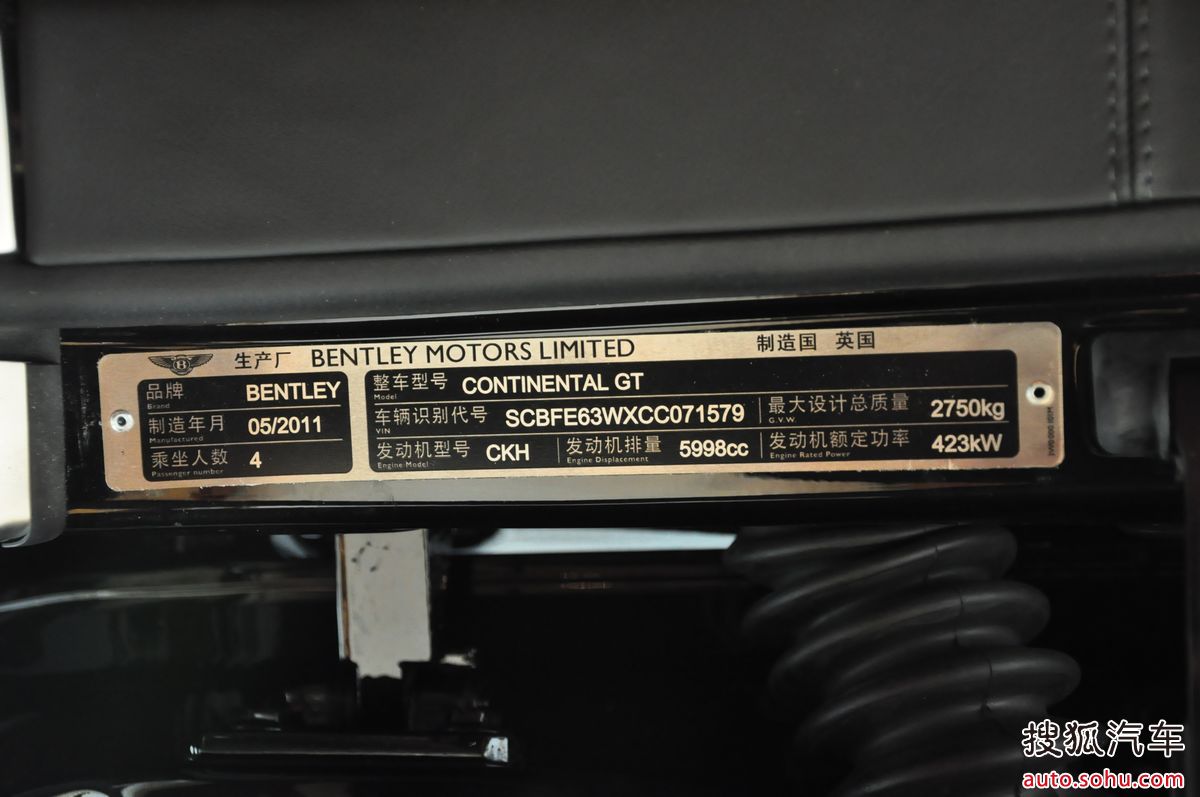 B
生产厂 BENTLEY MOTORS LIMITED 制造国 英国
品牌 BENTLEY
Brand
制造年月 05/2011
Manufactured
乘坐人数 4
Passenger number
整车型号 CONTINENTAL GT
Model
车辆识别代号 SCBFE63WXCC071579 最大设计总质量 2750kg
VIN G.V.W.
发动机型号 CKH 发动机排量 5998cc 发动机额定功率 423kW
Engine Model Engine Displacement Engine Rated Power
搜狐汽车
auto.sohu.com